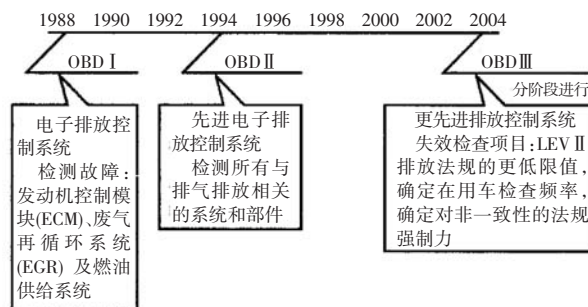 1988 1990 1992 1994 1996 1998 2000 2002 2004
OBD Ⅰ
OBD Ⅱ
OBD Ⅲ
分阶段进行
电子排放控
制系统
检测故障：
发动机控制模
块(ECM)、废气
再循环系统
(EGR) 及燃油
供给系统
先进电子排
放控制系统
检测所有与
排气排放相关
的系统和部件
更先进排放控制系统
失效检查项目：LEV Ⅱ
排放法规的更低限值，
确定在用车检查频率，
确定对非一致性的法规
强制力